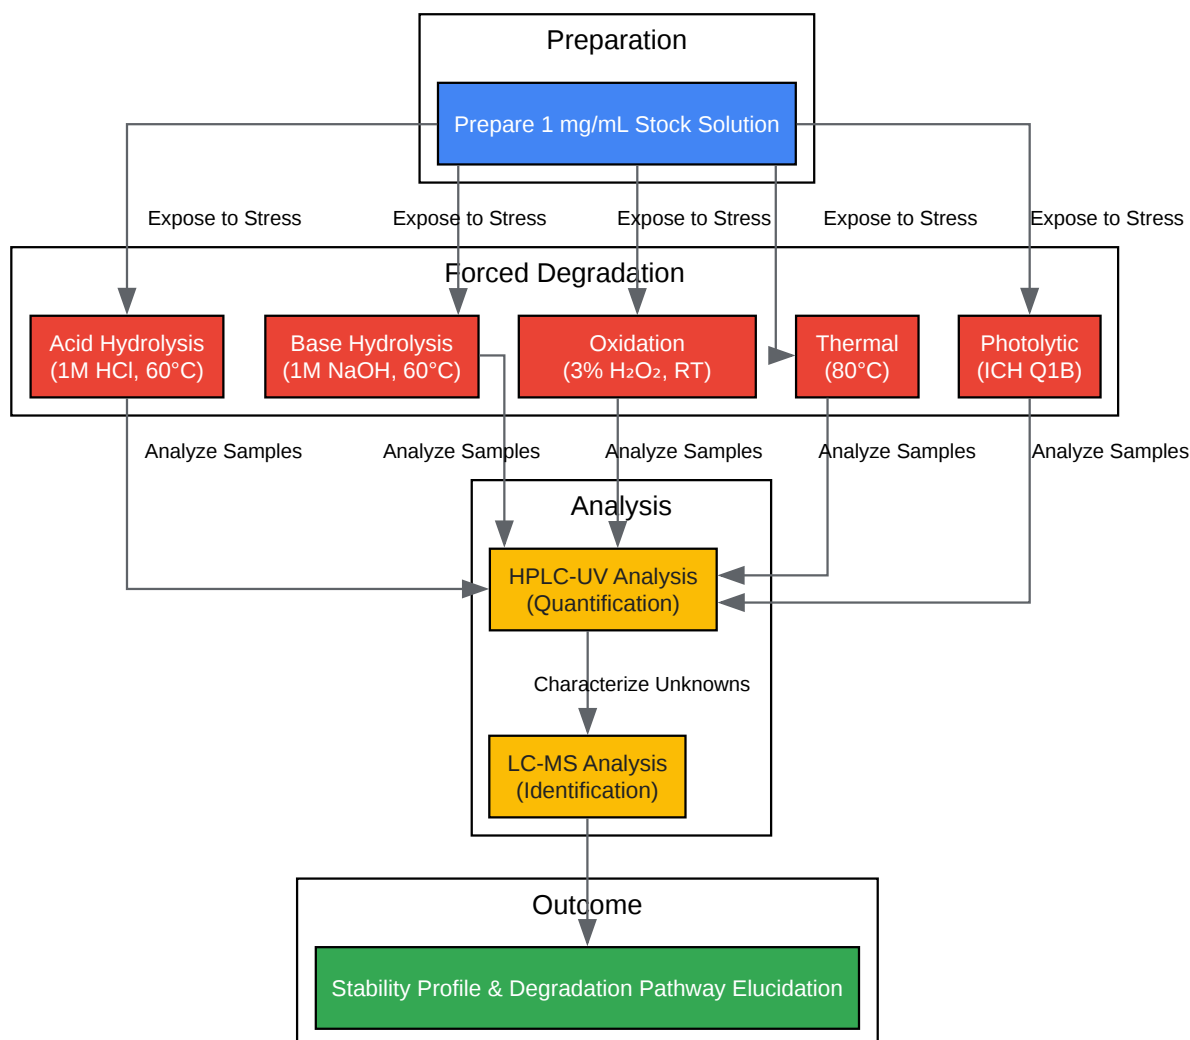 Preparation
Prepare 1 mg/mL Stock Solution
Expose to Stress
Expose to Stress
Expose to Stress
Expose to Stress
Expose to Stress
Forced Degradation
Acid Hydrolysis
(1M HCl, 60°C)
Base Hydrolysis
(1M NaOH, 60°C)
Oxidation
(3% H₂O₂, RT)
Thermal
(80°C)
Photolytic
(ICH Q1B)
Analyze Samples
Analyze Samples
Analyze Samples
Analyze Samples
Analyze Samples
Analysis
HPLC-UV Analysis
(Quantification)
Characterize Unknowns
LC-MS Analysis
(Identification)
Outcome
Stability Profile & Degradation Pathway Elucidation